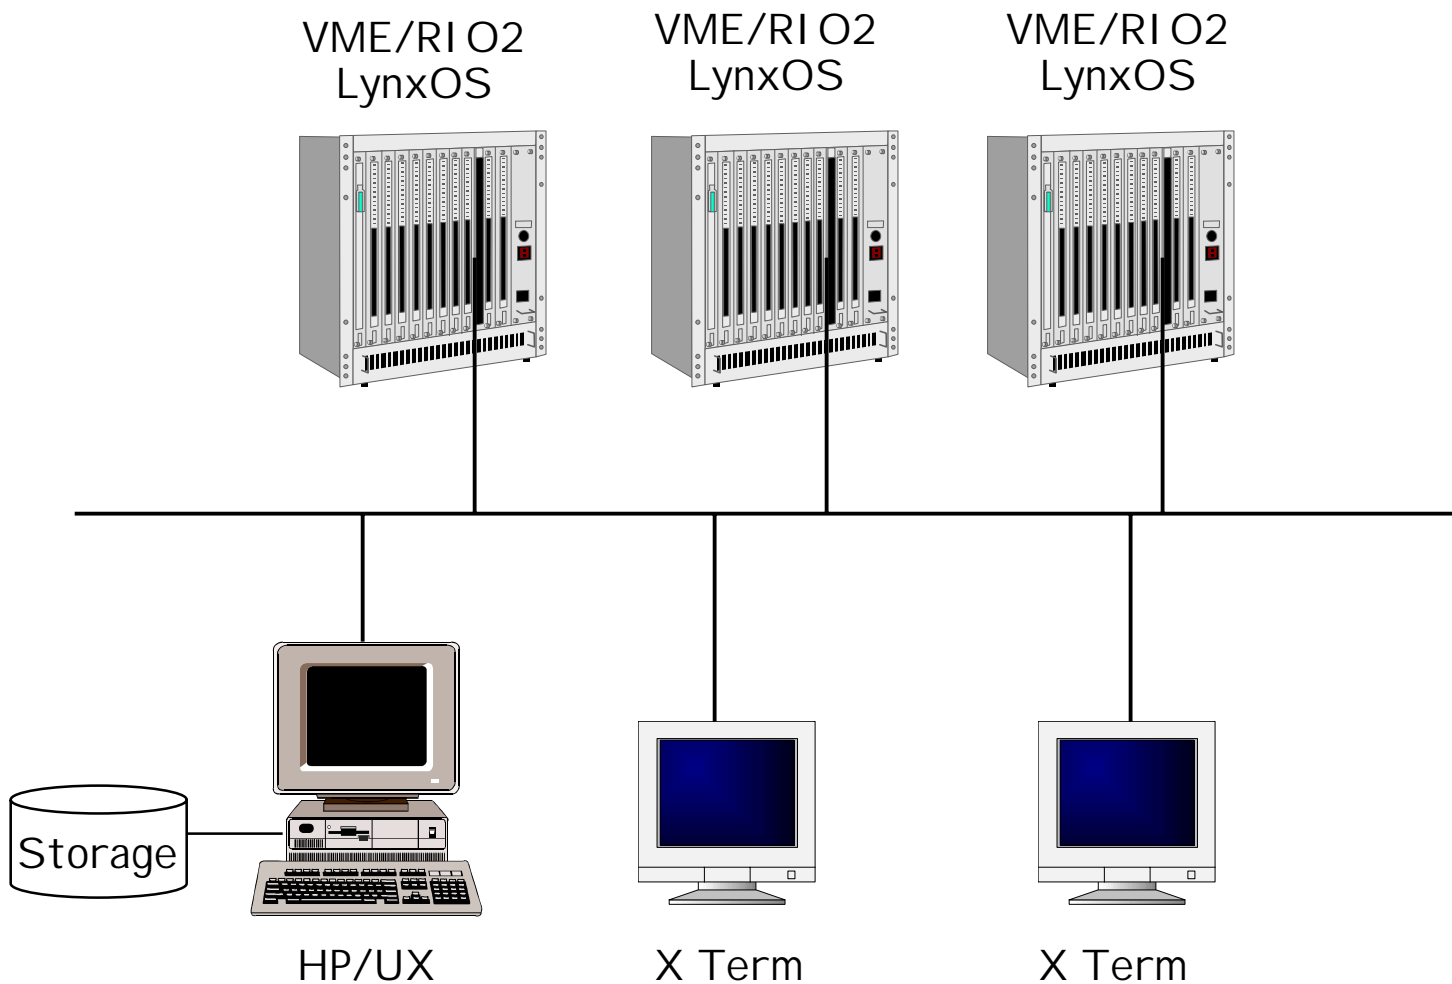 VME/RIO2
LynxOS
VME/RIO2
LynxOS
VME/RIO2
LynxOS
Storage
HP/UX
X Term
X Term